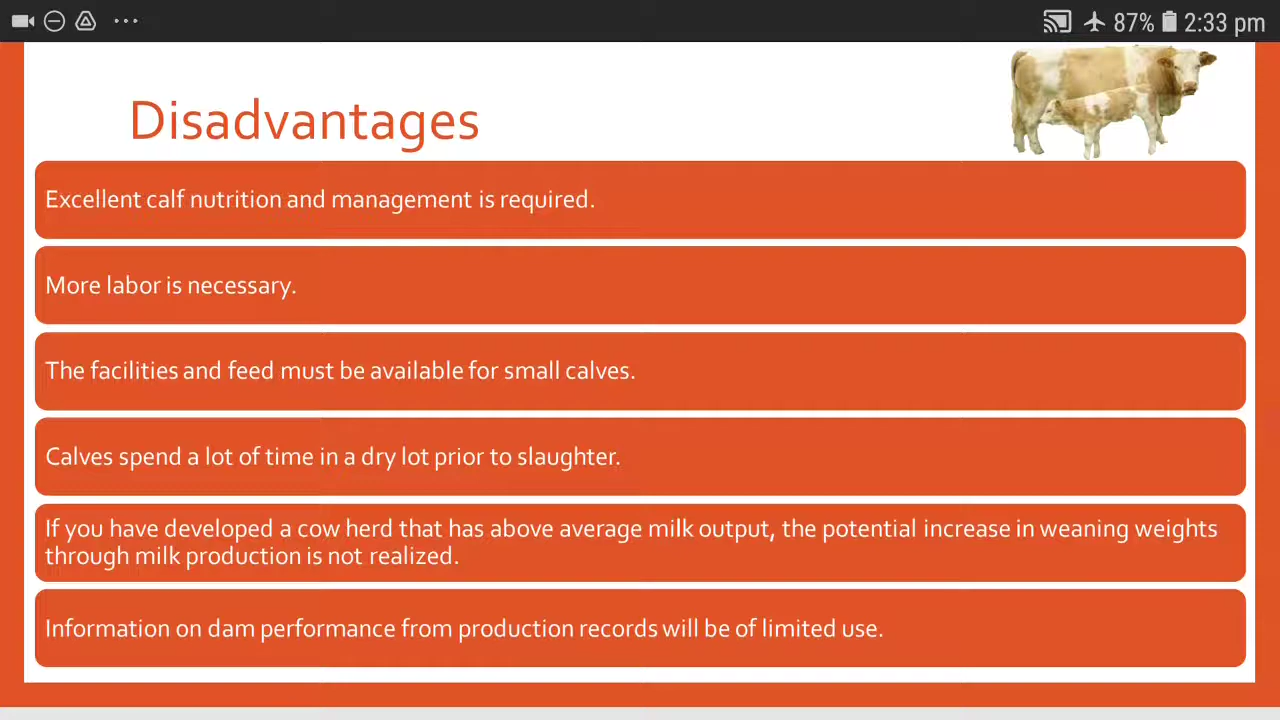 87% 2:33 pm
Disadvantages
Excellent calf nutrition and management is required.
More labor is necessary.
The facilities and feed must be available for small calves.
Calves spend a lot of time in a dry lot prior to slaughter.
If you have developed a cow herd that has above average milk output, the potential increase in weaning weights
through milk production is not realized.
Information on dam performance from production records will be of limited use.